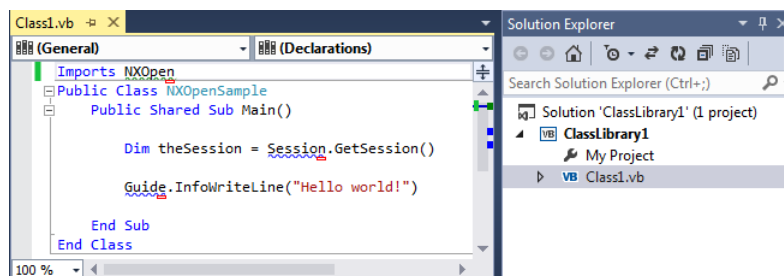 Class1.vb
(General)
(Declarations)
Imports NXOpen
Public Class NXOpenSample
Public Shared Sub Main()
Dim theSession = Session.GetSession()
Guide.InfoWriteLine("Hello world!")
End Sub
End Class
100 %
Solution Explorer
Search Solution Explorer (Ctrl+;)
Solution 'ClassLibrary1' (1 project)
VB ClassLibrary1
My Project
VB Class1.vb